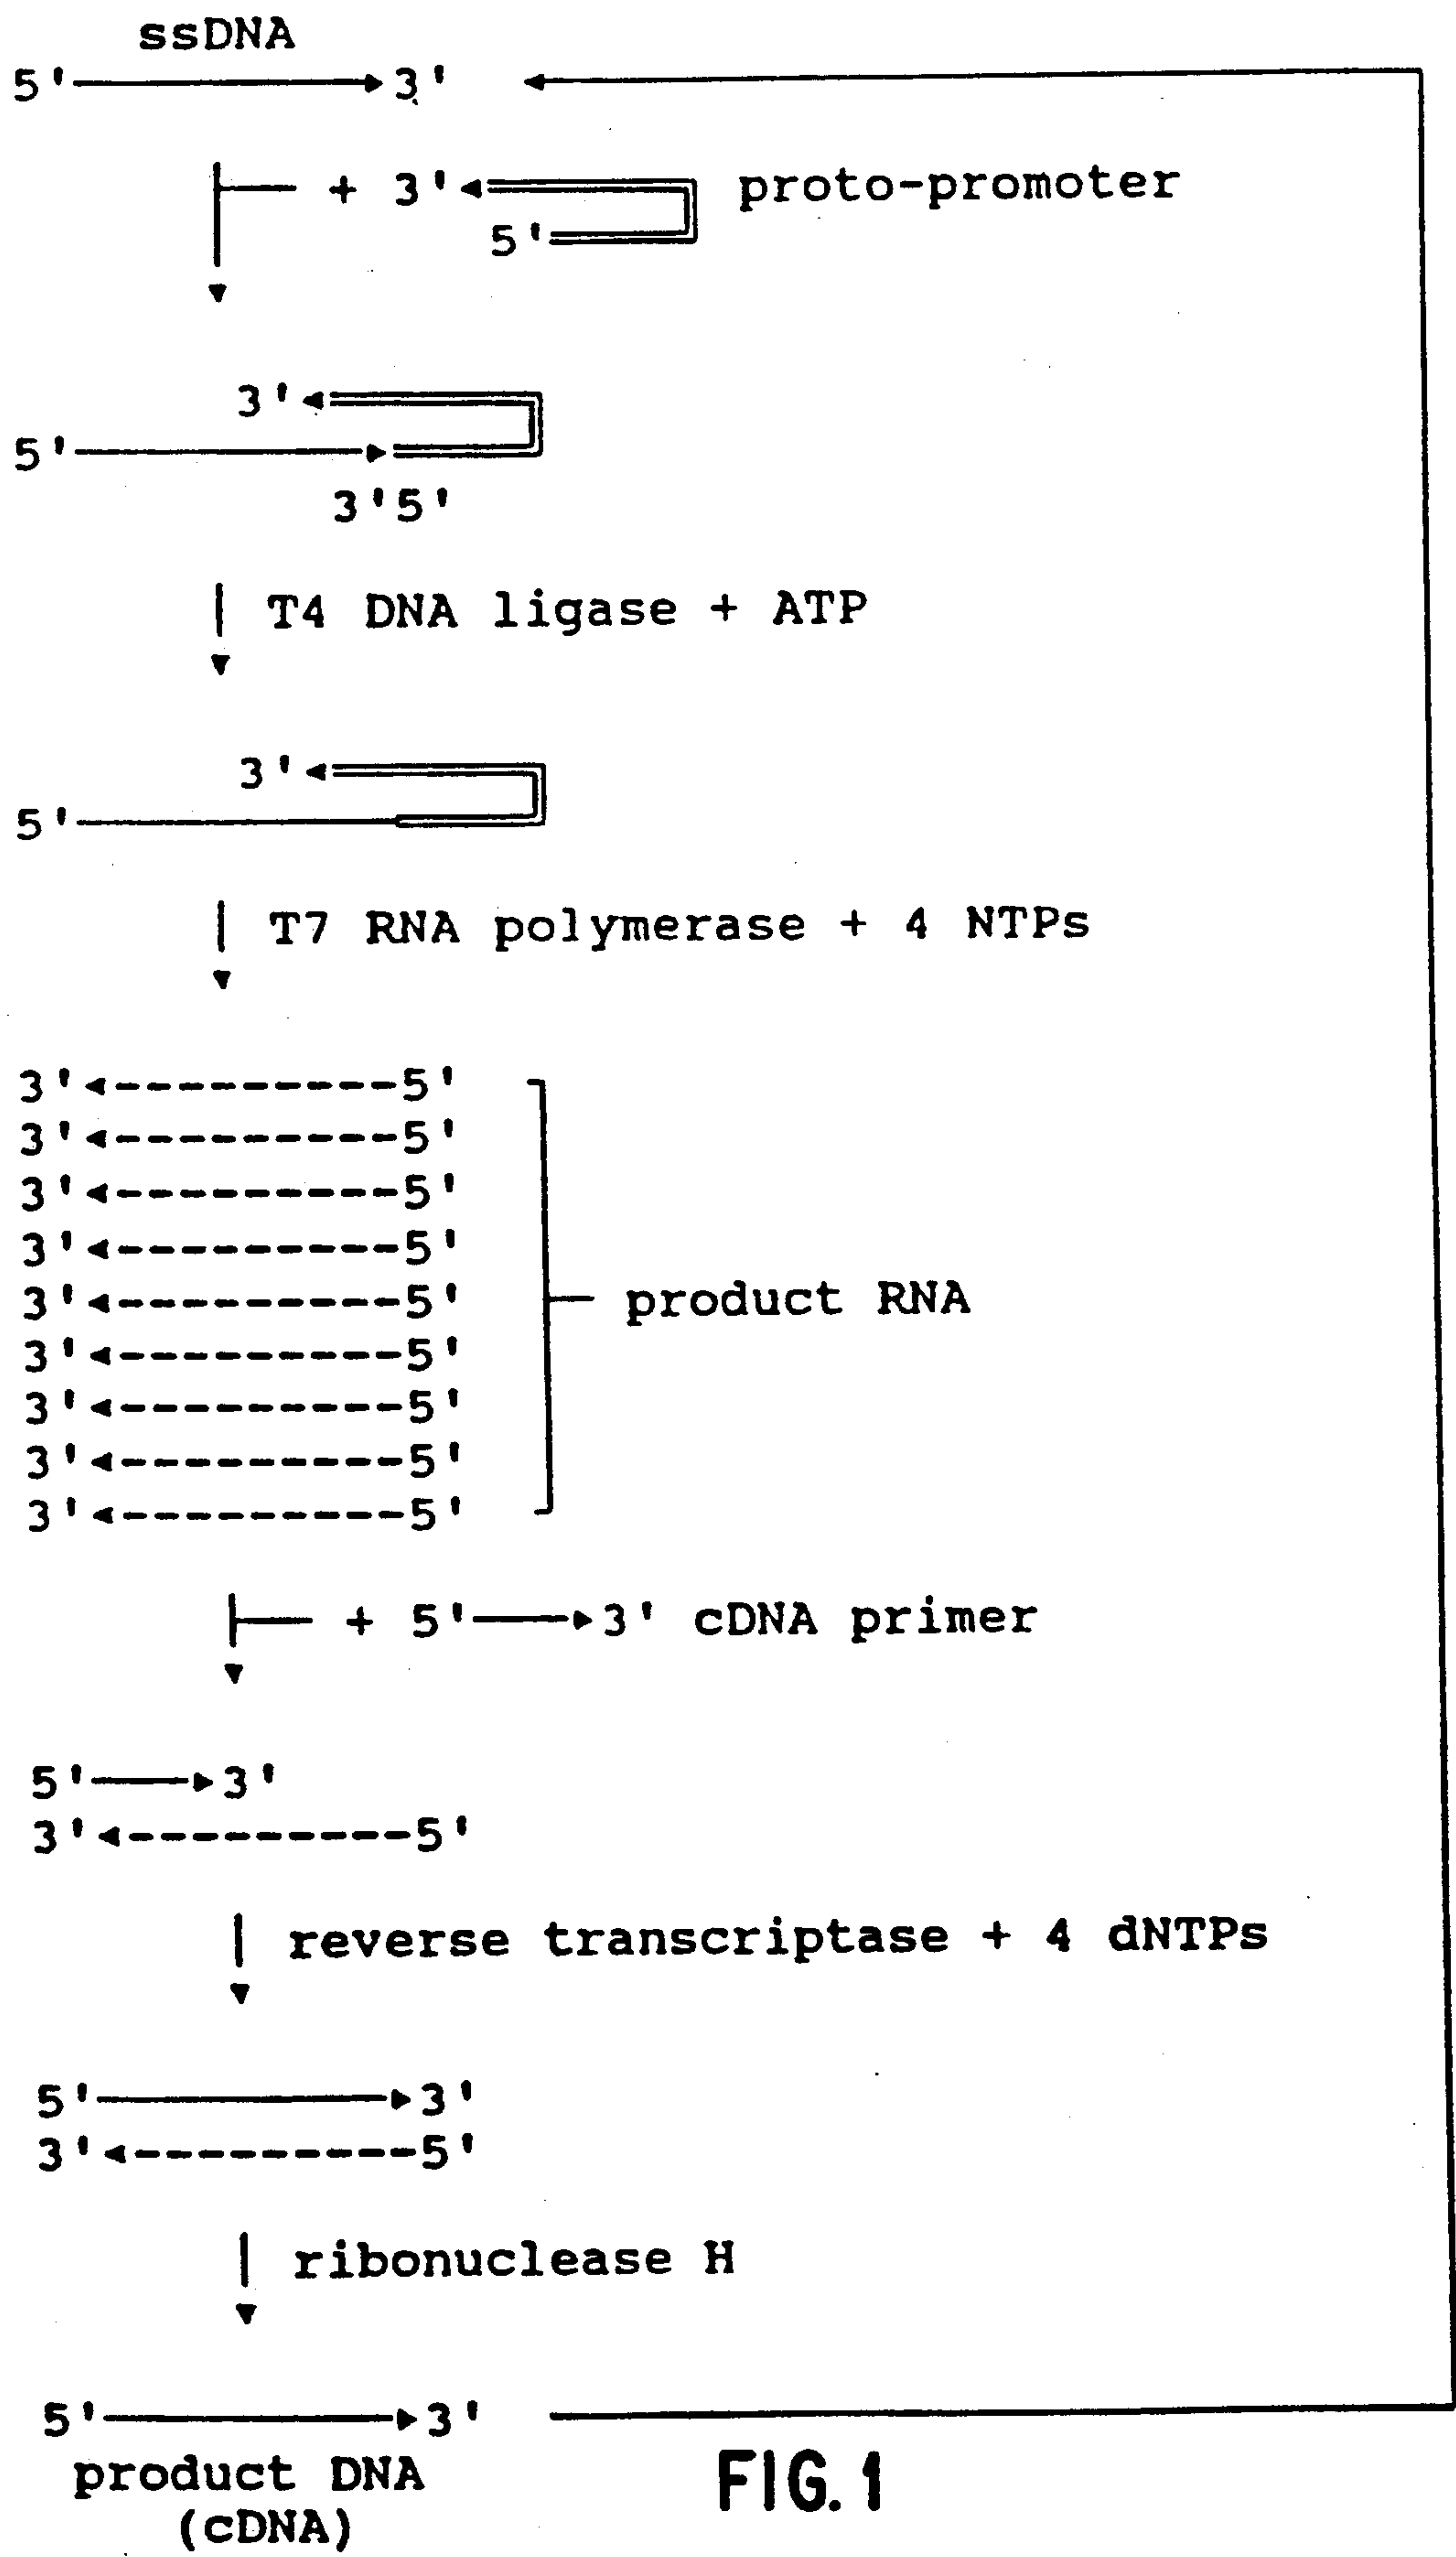 ssDNA
5' 3'
+ 3' proto-promoter
5'
3'
5'
3'5'
T4 DNA ligase + ATP
3'
5'
T7 RNA polymerase + 4 NTPs
3' 5'
3' 5'
3' 5'
3' 5'
3' 5' product RNA
3' 5'
3' 5'
3' 5'
3' 5'
+ 5' 3' cDNA primer
5' 3'
3' 5'
reverse transcriptase + 4 dNTPs
5' 3'
3' 5'
ribonuclease H
5' 3'
product DNA
(cDNA)
FIG. 1